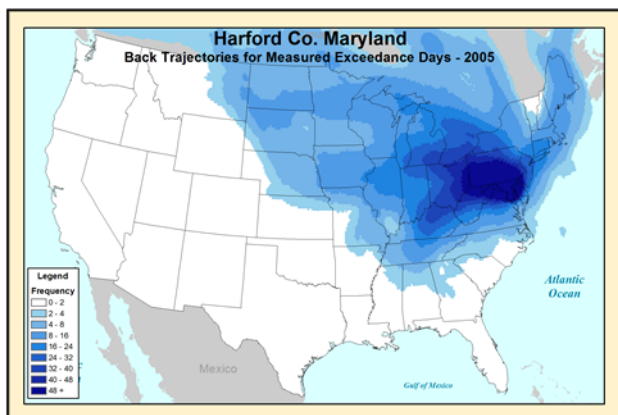 Harford Co. Maryland
Back Trajectories for Measured Exceedance Days - 2005
Legend
Frequency
0 - 2
2 - 4
4 - 8
8 - 16
16 - 24
24 - 32
32 - 40
40 - 48
48 +
Mexico
Gulf of Mexico
Atlantic
Ocean